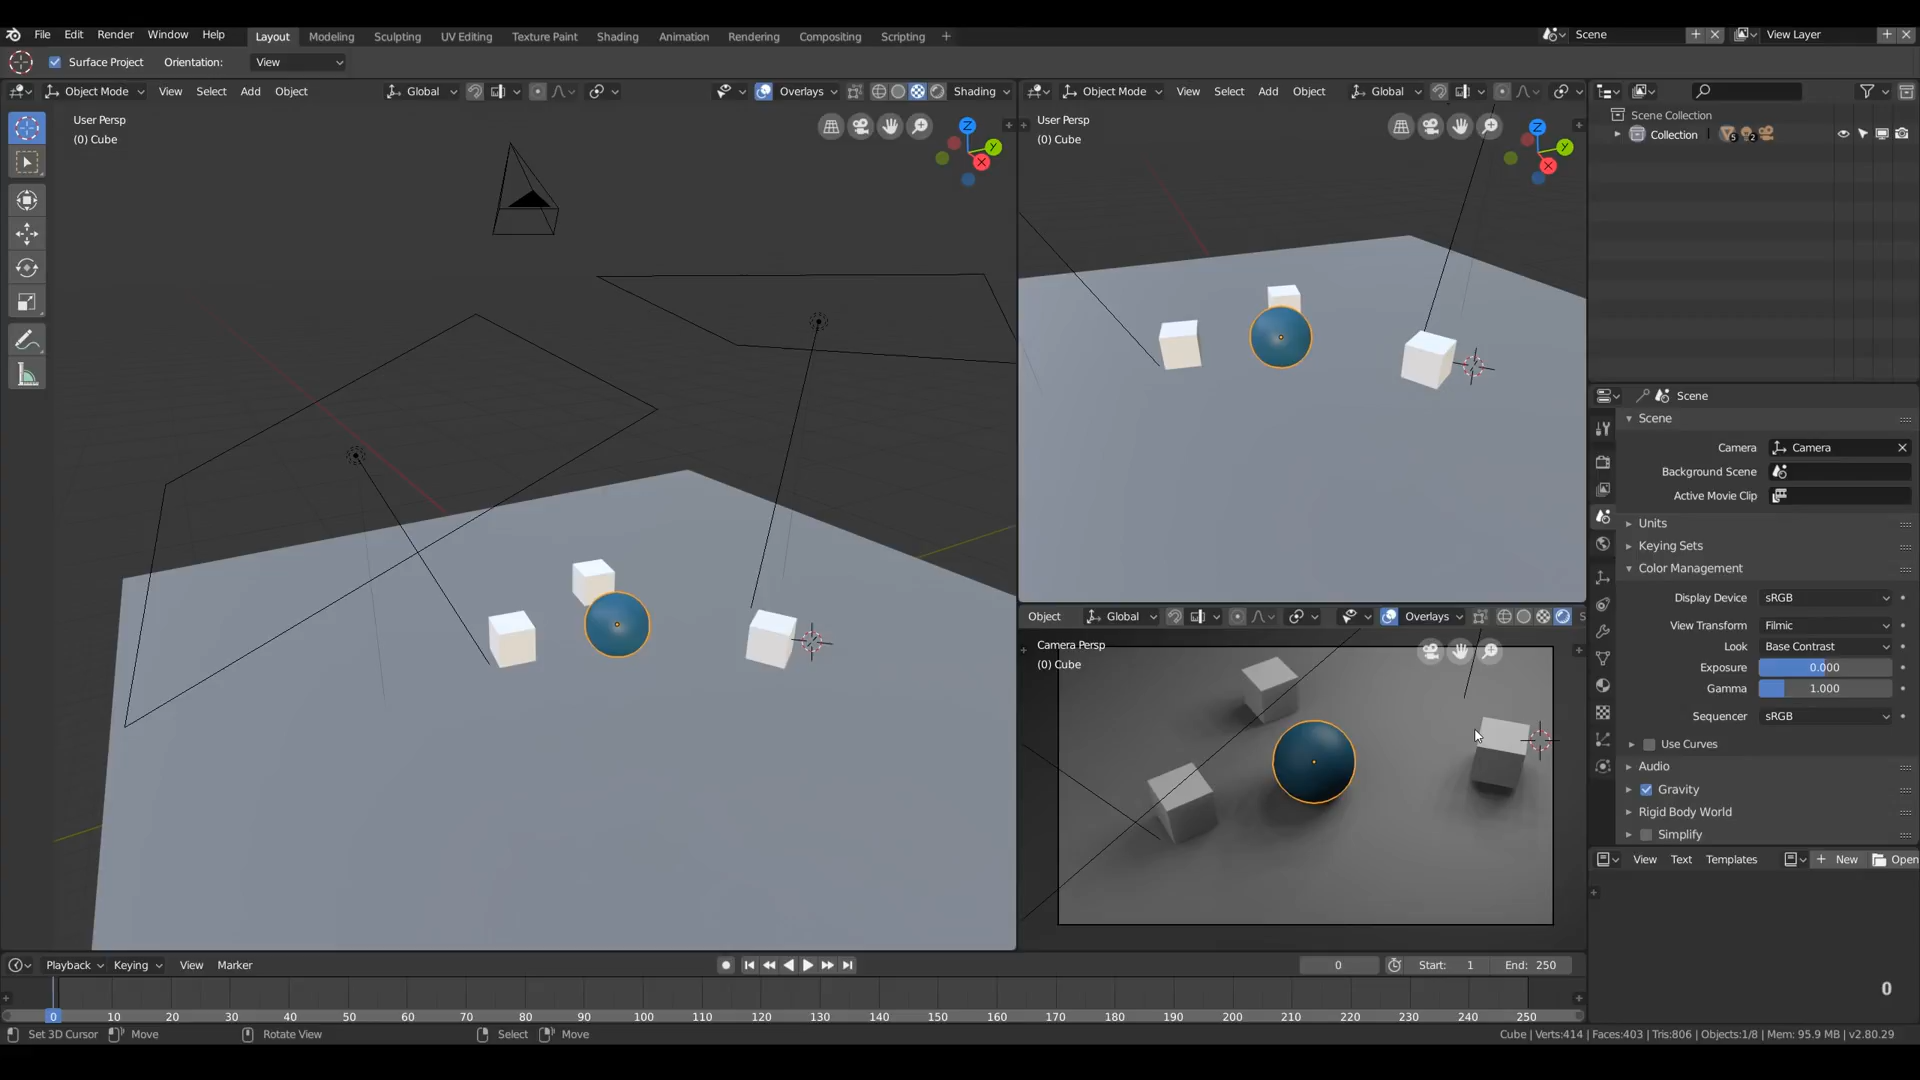 File Edit Render Window Help Layout Modeling Sculpting UV Editing Texture Paint Shading Animation Rendering Compositing Scripting + Scene View Layer
Surface Project Orientation: View
Object Mode View Select Add Object Global Overlays Shading
User Persp
(0) Cube
Z
Y
X
Object Mode View Select Add Object Global
User Persp
(0) Cube
Z
Y
X
Object Global Overlays S
Camera Persp
(0) Cube
Scene Collection
Collection 5 2
Scene
Scene
Camera Camera
Background Scene
Active Movie Clip
Units
Keying Sets
Color Management
Display Device sRGB
View Transform Filmic
Look Base Contrast
Exposure 0.000
Gamma 1.000
Sequencer sRGB
Use Curves
Audio
Gravity
Rigid Body World
Simplify
View Text Templates + New Open
0
Playback Keying View Marker 0 Start: 1 End: 250
0 10 20 30 40 50 60 70 80 90 100 110 120 130 140 150 160 170 180 190 200 210 220 230 240 250
Set 3D Cursor Move Rotate View Select Move Cube | Verts:414 | Faces:403 | Tris:806 | Objects:1/8 | Mem: 95.9 MB | v2.80.29